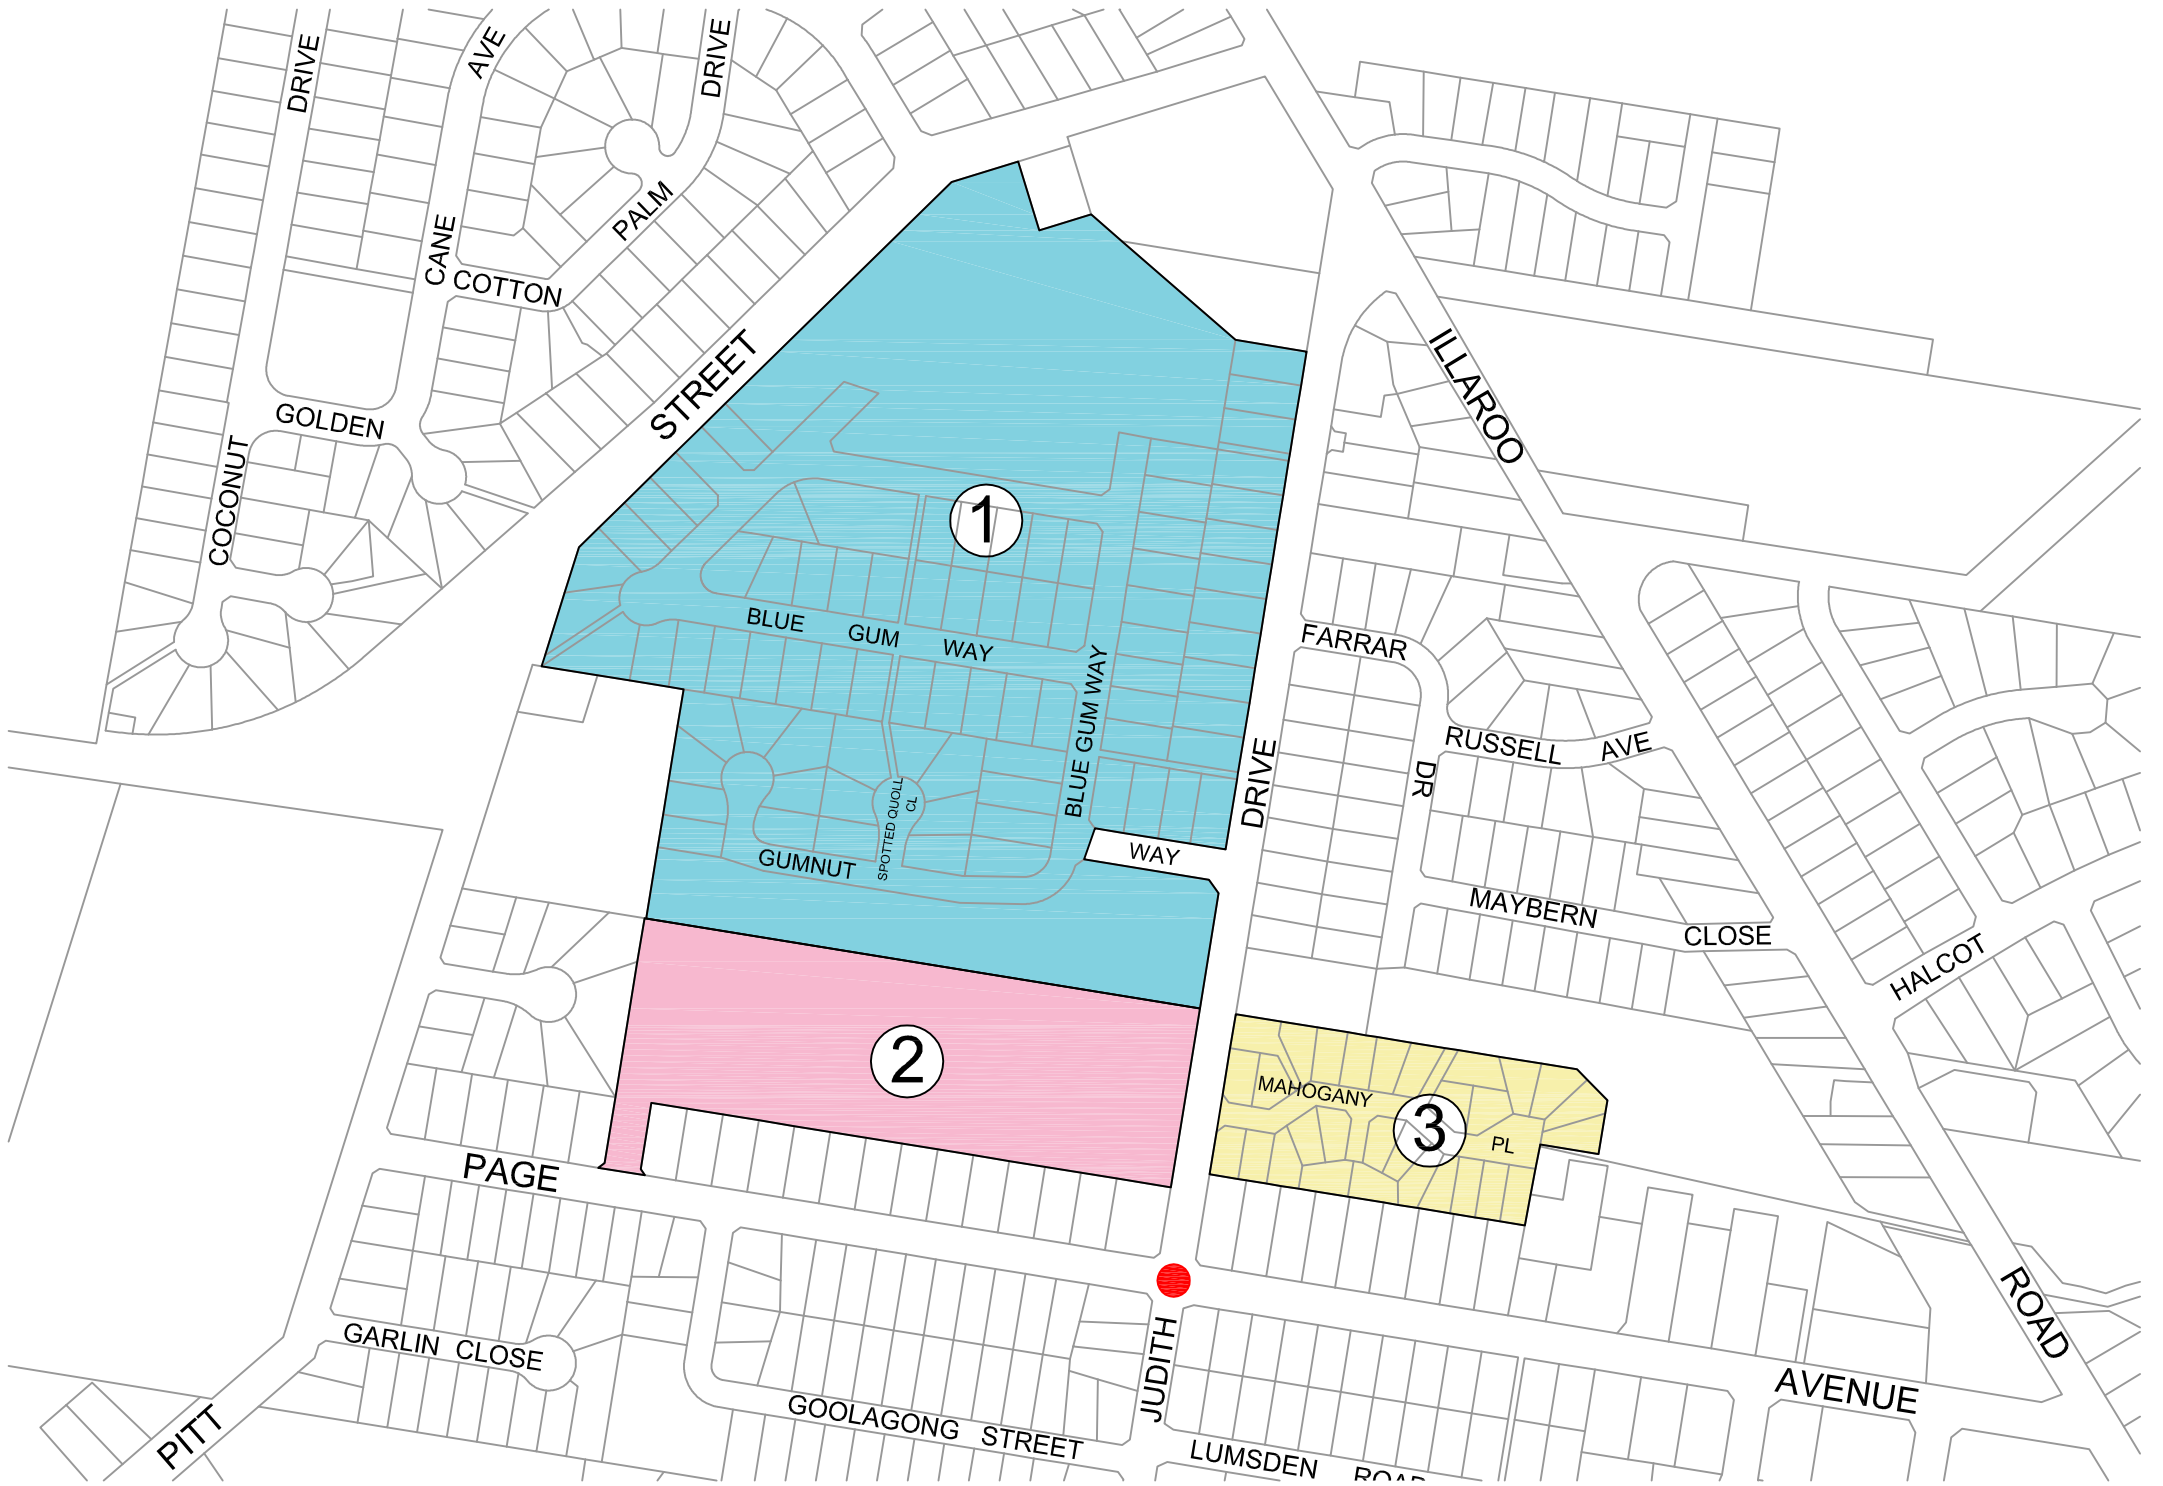 DRIVE
AVE
DRIVE
PALM
CANE
COTTON
STREET
GOLDEN
COCONUT
ILLAROO
1
BLUE GUM WAY
BLUE GUM WAY
FARRAR
RUSSELL AVE
DRIVE
DR
SPOTTED QUOLL
CL
GUMNUT
WAY
MAYBERN
CLOSE
HALCOT
2
MAHOGANY
3
PL
PAGE
ROAD
GARLIN CLOSE
JUDITH
AVENUE
PITT
GOOLAGONG STREET
LUMSDEN ROAD